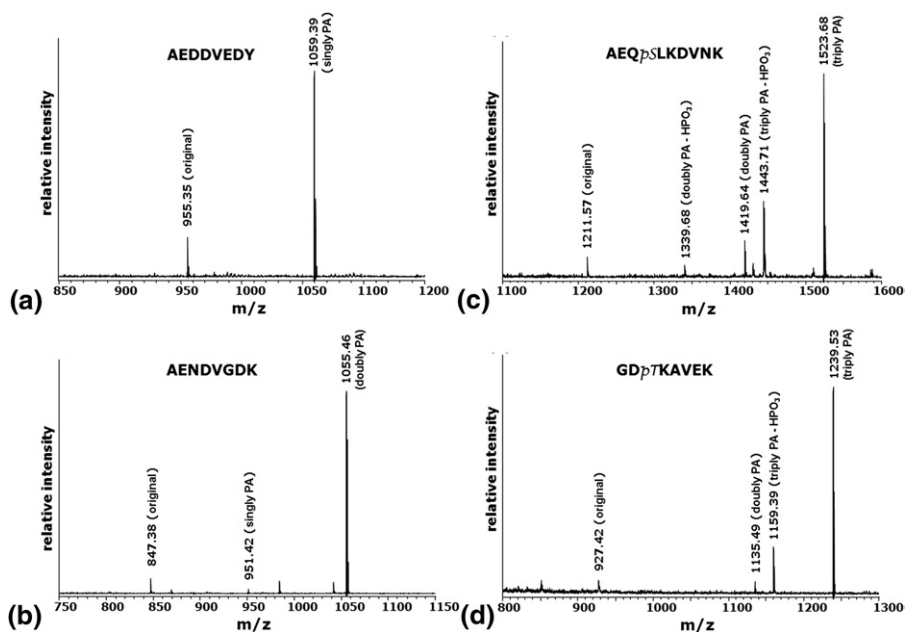 AEDDVEDY
relative intensity
955.35 (original)
1059.39
(singly PA)
850 900 950 1000 1050 1100 1200
m/z
(a)
AEQpSLKDVNK
relative intensity
1211.57 (original)
1339.68 (doubly PA - HPO₃)
1419.64 (doubly PA)
1443.71 (triply PA - HPO₃)
1523.68
(triply PA)
1100 1200 1300 1400 1500 1600
m/z
(c)
AENDVGDK
relative intensity
847.38 (original)
951.42 (singly PA)
1055.46
(doubly PA)
750 800 850 900 950 1000 1050 1100 1150
m/z
(b)
GDpTKAVEK
relative intensity
927.42 (original)
1135.49 (doubly PA)
1159.39 (triply PA - HPO₃)
1239.53
(triply PA)
800 900 1000 1100 1200 1300
m/z
(d)